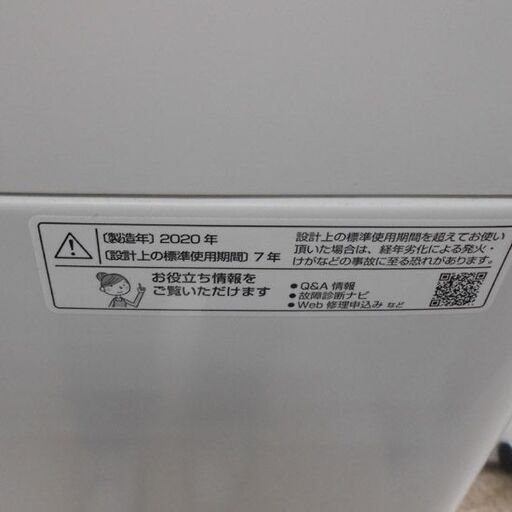 〔製造年〕2020 年
〔設計上の標準使用期間〕7 年
設計上の標準使用期間を超えてお使い
頂いた場合は、経年劣化による発火・
けがなどの事故に至る恐れがあります。
お役立ち情報を
ご覧いただけます
● Q&A 情報
● 故障診断ナビ
● Web 修理申込み など